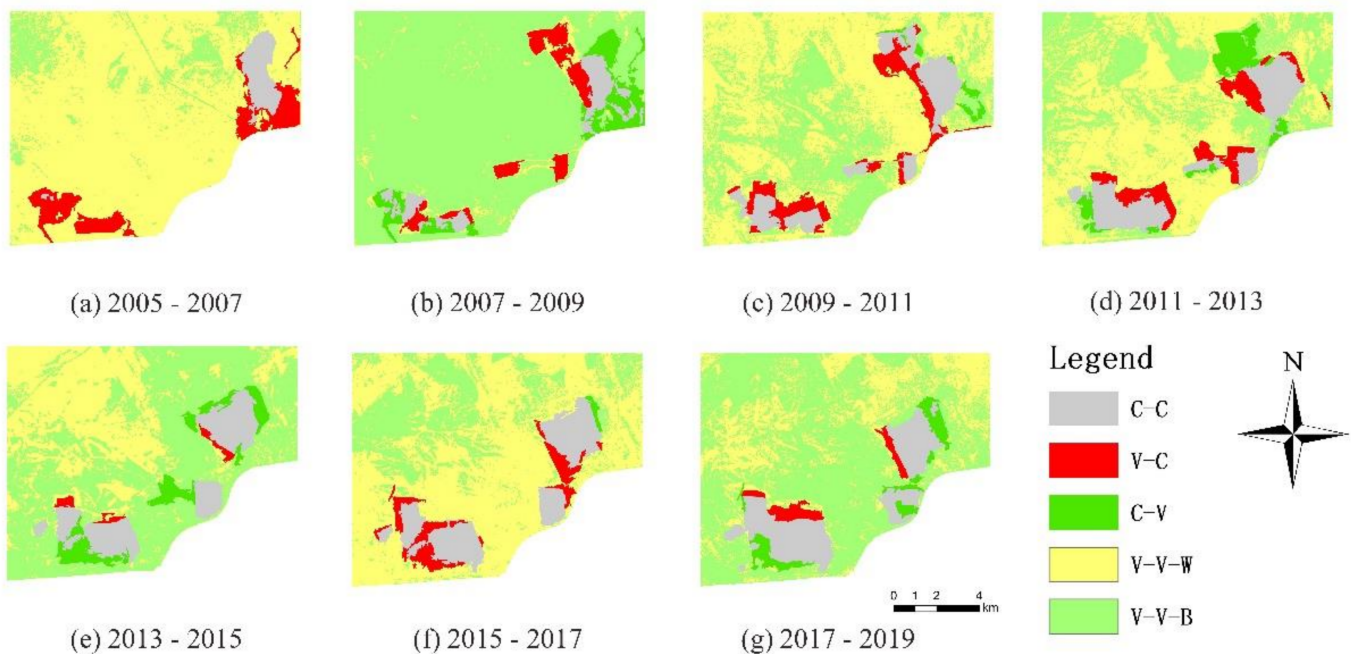 (a) 2005 - 2007
(b) 2007 - 2009
(c) 2009 - 2011
(d) 2011 - 2013
Legend
N
C-C
V-C
C-V
V-V-W
V-V-B
0 1 2 4
km
(e) 2013 - 2015
(f) 2015 - 2017
(g) 2017 - 2019